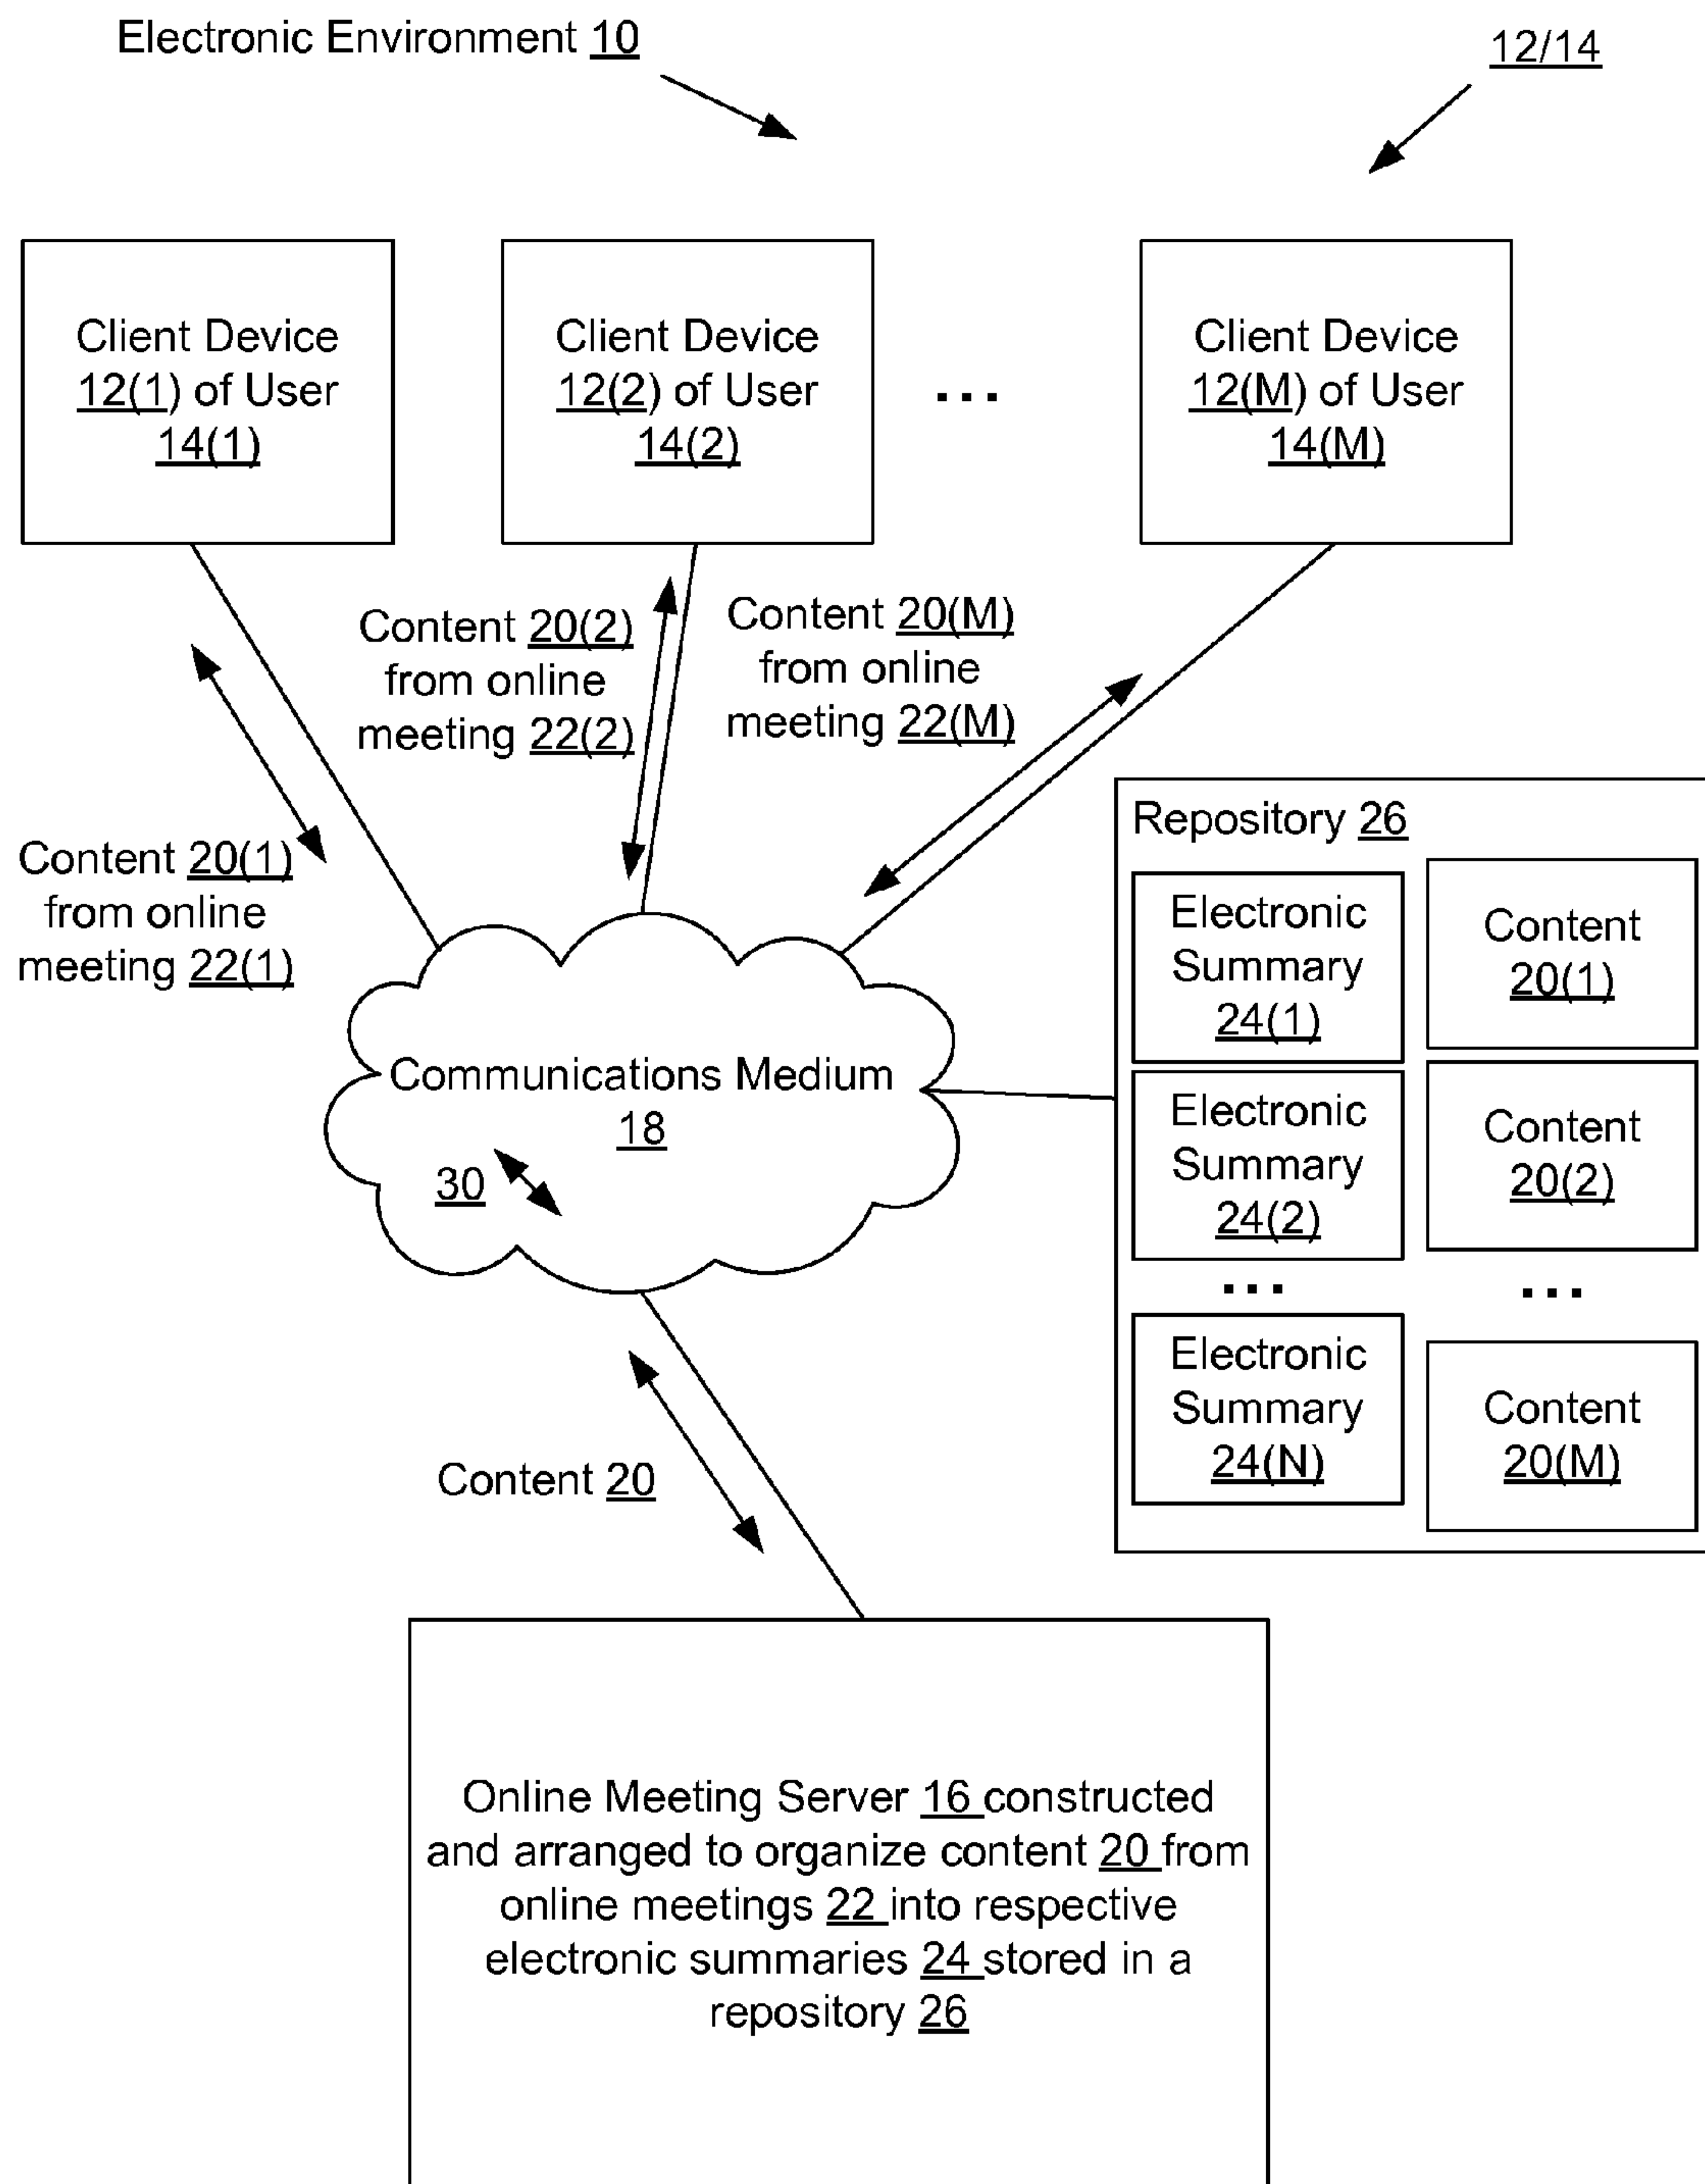 Electronic Environment 10
12/14
Client Device
12(1) of User
14(1)
Client Device
12(2) of User
14(2)
...
Client Device
12(M) of User
14(M)
Content 20(2)
from online
meeting 22(2)
Content 20(M)
from online
meeting 22(M)
Content 20(1)
from online
meeting 22(1)
Repository 26
Electronic
Summary
24(1)
Content
20(1)
Electronic
Summary
24(2)
Content
20(2)
...
...
Electronic
Summary
24(N)
Content
20(M)
Communications Medium
18
30
Content 20
Online Meeting Server 16 constructed
and arranged to organize content 20 from
online meetings 22 into respective
electronic summaries 24 stored in a
repository 26